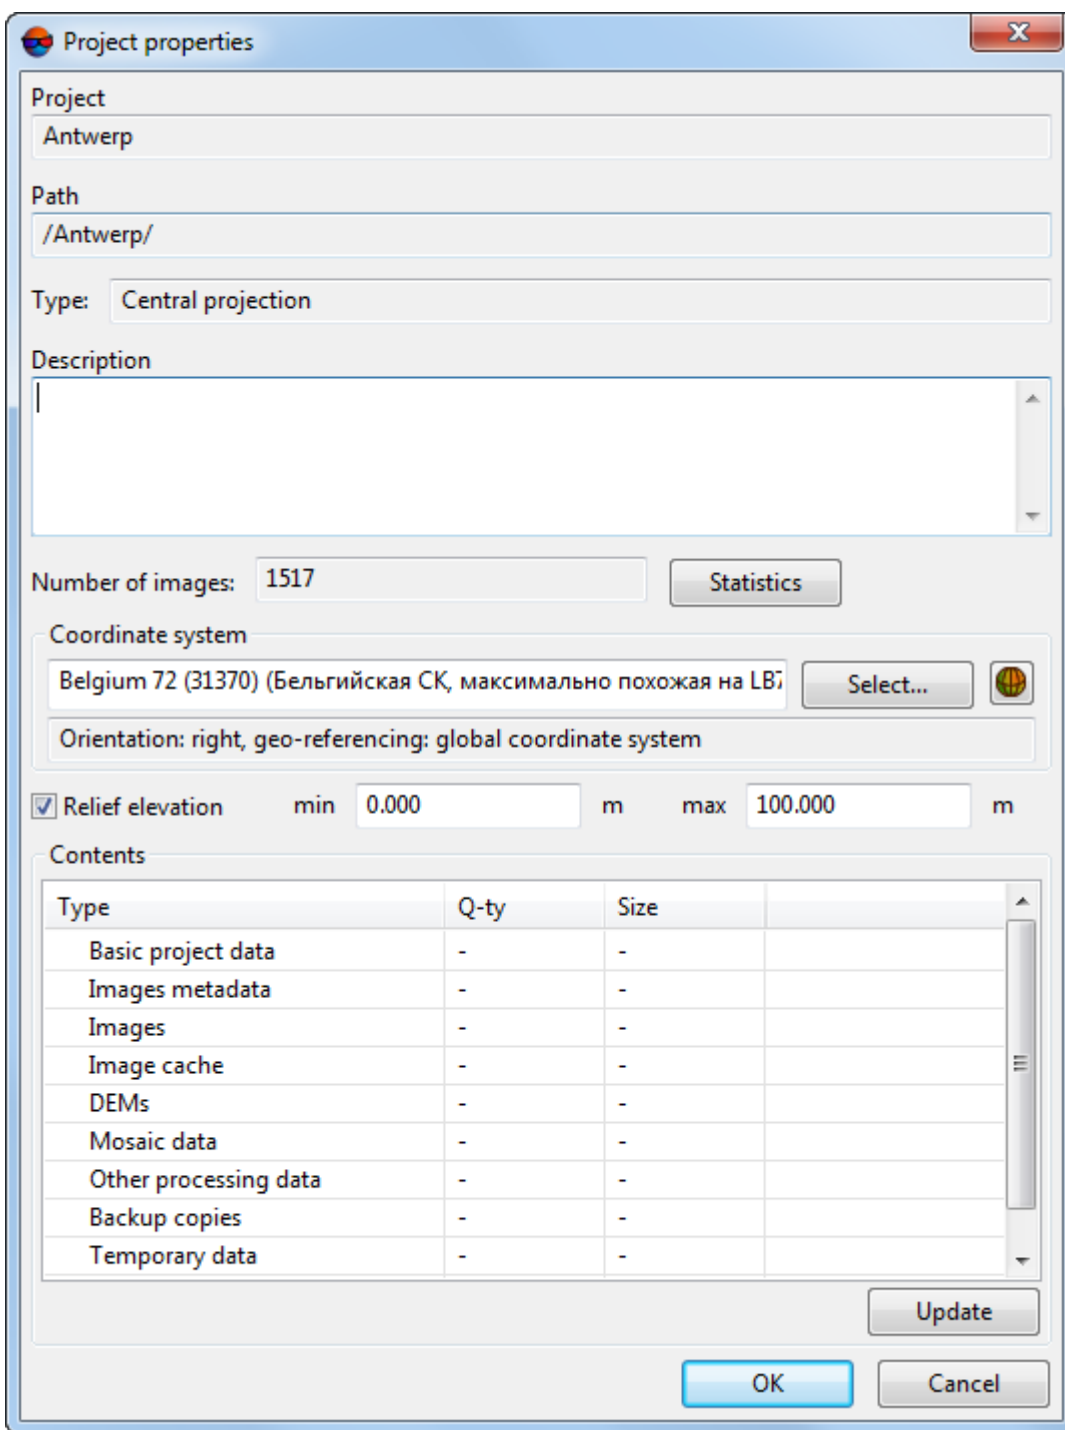 Project properties
Project
Antwerp
Path
/Antwerp/
Type: Central projection
Description
Number of images: 1517 Statistics
Coordinate system
Belgium 72 (31370) (Бельгийская СК, максимально похожая на LB7 Select...
Orientation: right, geo-referencing: global coordinate system
Relief elevation min 0.000 m max 100.000 m
Contents
Type Q-ty Size
Basic project data - -
Images metadata - -
Images - -
Image cache - -
DEMs - -
Mosaic data - -
Other processing data - -
Backup copies - -
Temporary data - -
Update
OK Cancel